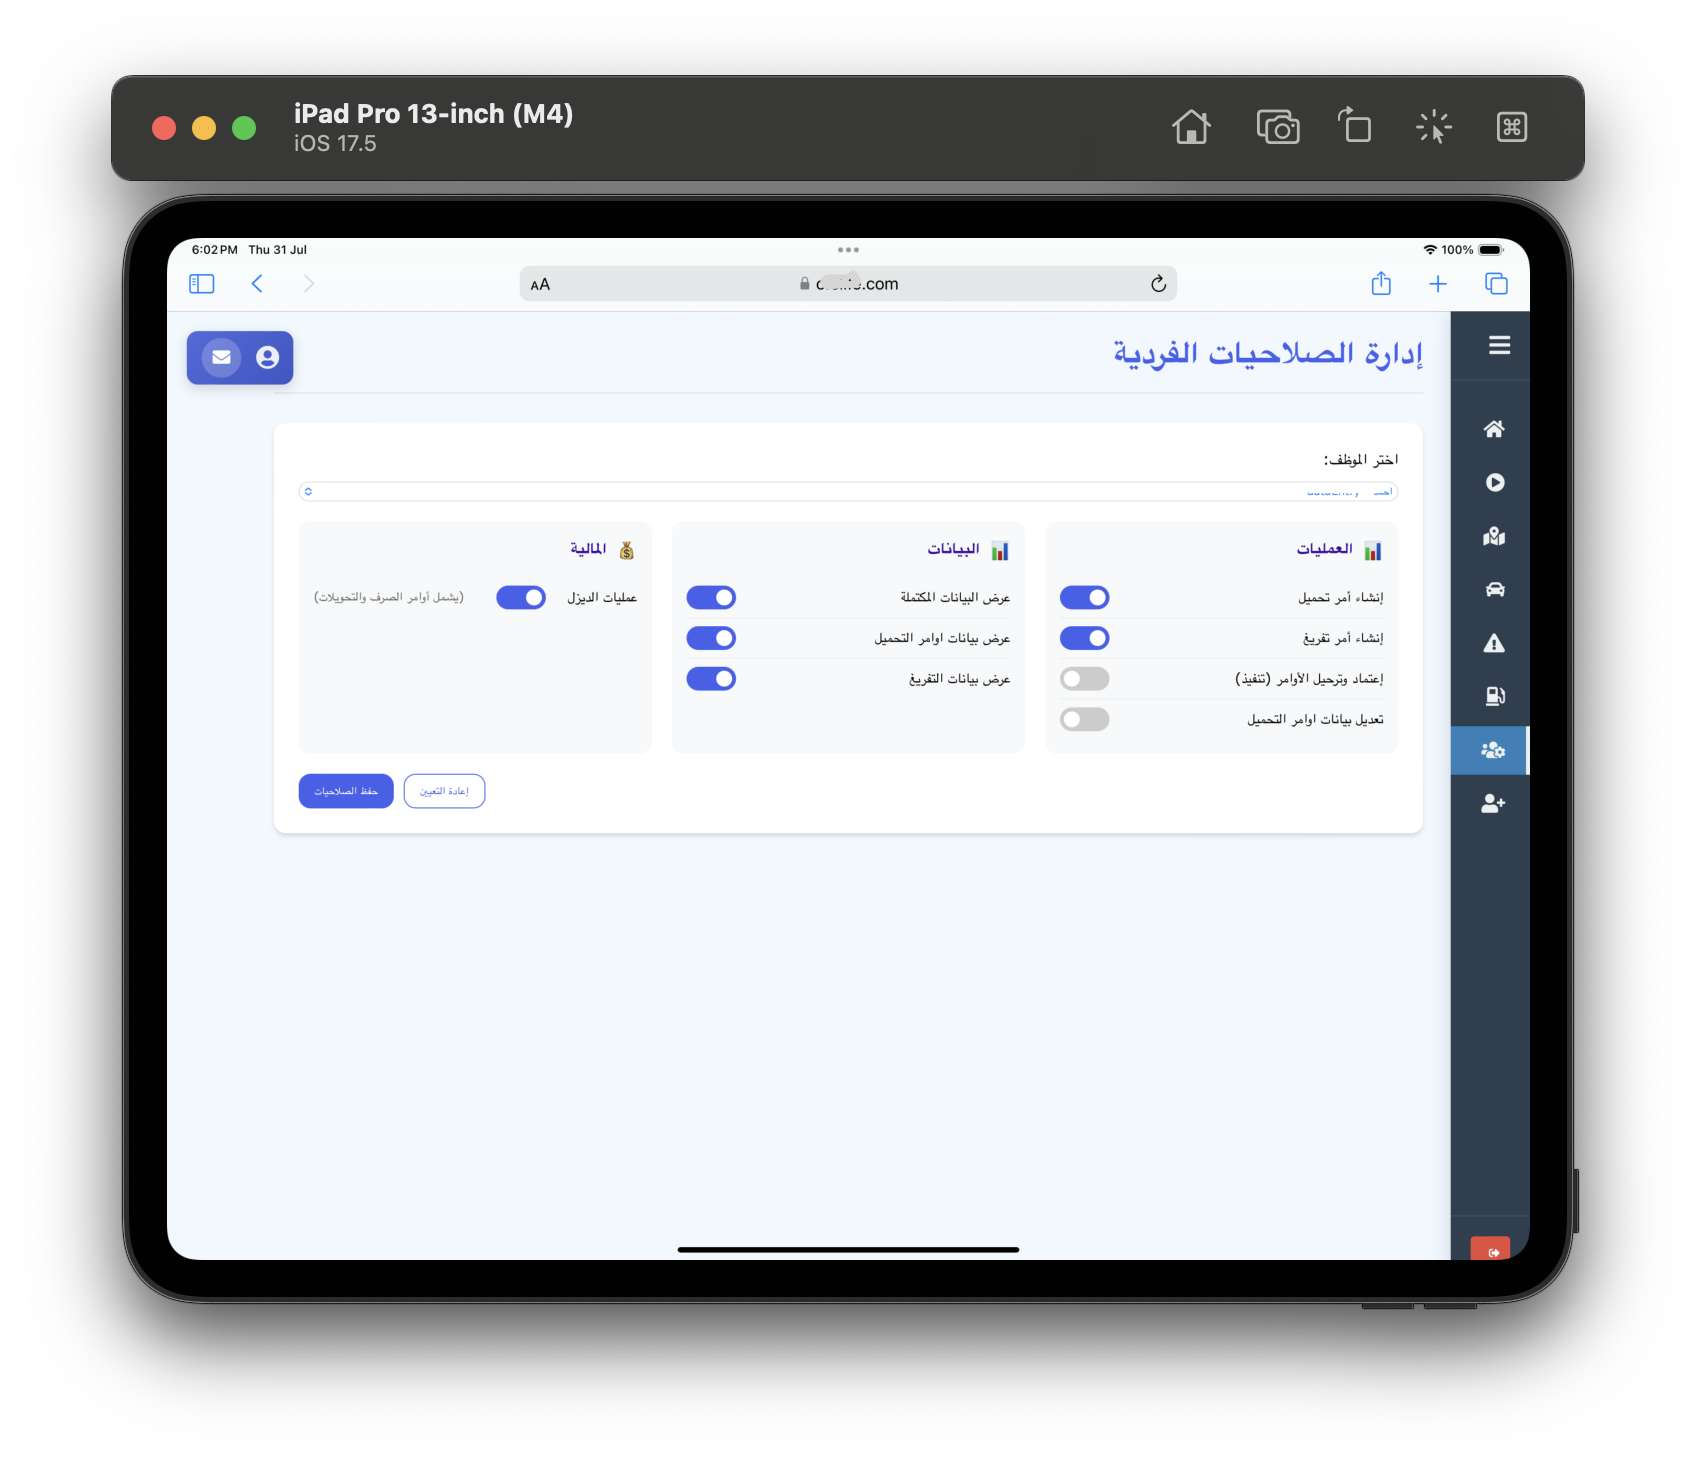 iPad Pro 13-inch (M4)
iOS 17.5
6:02 PM Thu 31 Jul
100%
AA
.com
إدارة الصلاحيات الفردية
اختر الموظف:
📊 العمليات
إنشاء أمر تحميل
إنشاء أمر تفريغ
إعتماد وترحيل الأوامر (تنفيذ)
تعديل بيانات اوامر التحميل
📊 البيانات
عرض البيانات المكتملة
عرض بيانات اوامر التحميل
عرض بيانات التفريغ
💰 المالية
عمليات الديزل (يشمل أوامر الصرف والتحويلات)
إعادة التعيين
حفظ الصلاحيات